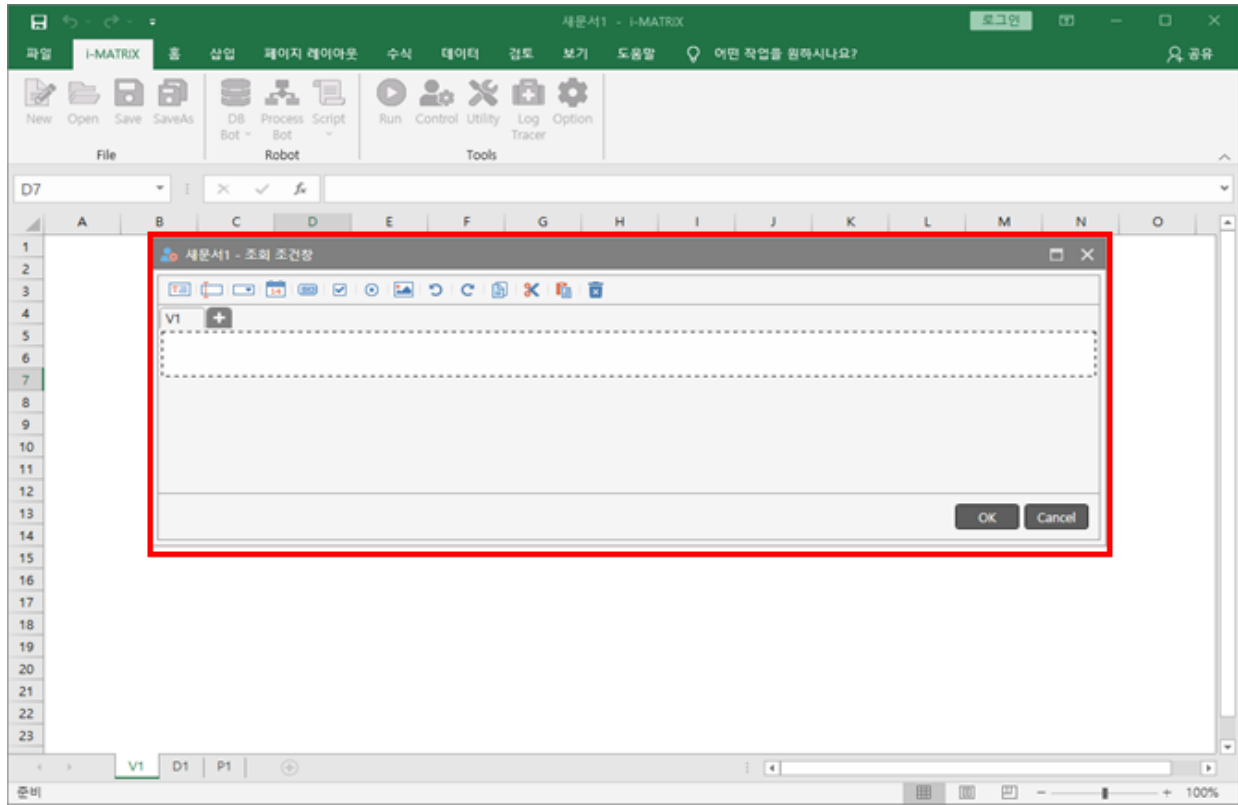 새문서1 - i-MATRIX 로그인
파일 i-MATRIX 홈 삽입 페이지 레이아웃 수식 데이터 검토 보기 도움말 어떤 작업을 원하시나요? 공유
New Open Save SaveAs DB Process Script Run Control Utility Log Option
Bot Bot Tracer
File Robot Tools
D7 fx
A B C D E F G H I J K L M N O
1
새문서1 - 조회 조건창
2
3
4
V1
5
6
7
8
9
10
11
12
13
OK Cancel
14
15
16
17
18
19
20
21
22
23
V1 D1 P1
준비 100%